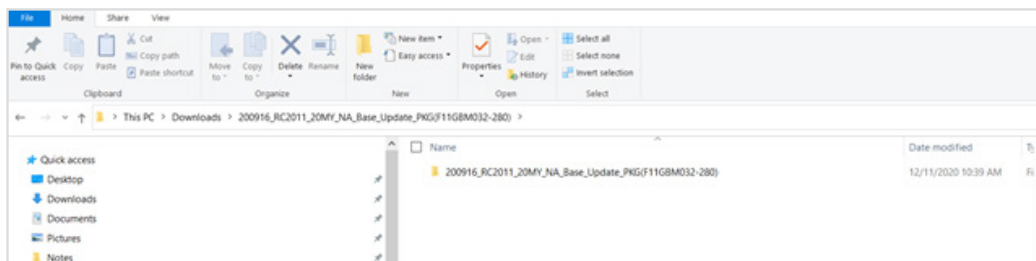 File Home Share View
Pin to Quick access
Copy
Paste
Cut
Copy path
Paste shortcut
Clipboard
Move to
Copy to
Delete
Rename
Organize
New folder
New item
Easy access
New
Properties
Open
Edit
History
Open
Select all
Select none
Invert selection
Select
This PC > Downloads > 200916_RC2011_20MY_NA_Base_Update_PKG(F11GBM032-280) >
Quick access
Desktop
Downloads
Documents
Pictures
Notes
Name Date modified
200916_RC2011_20MY_NA_Base_Update_PKG(F11GBM032-280) 12/11/2020 10:39 AM